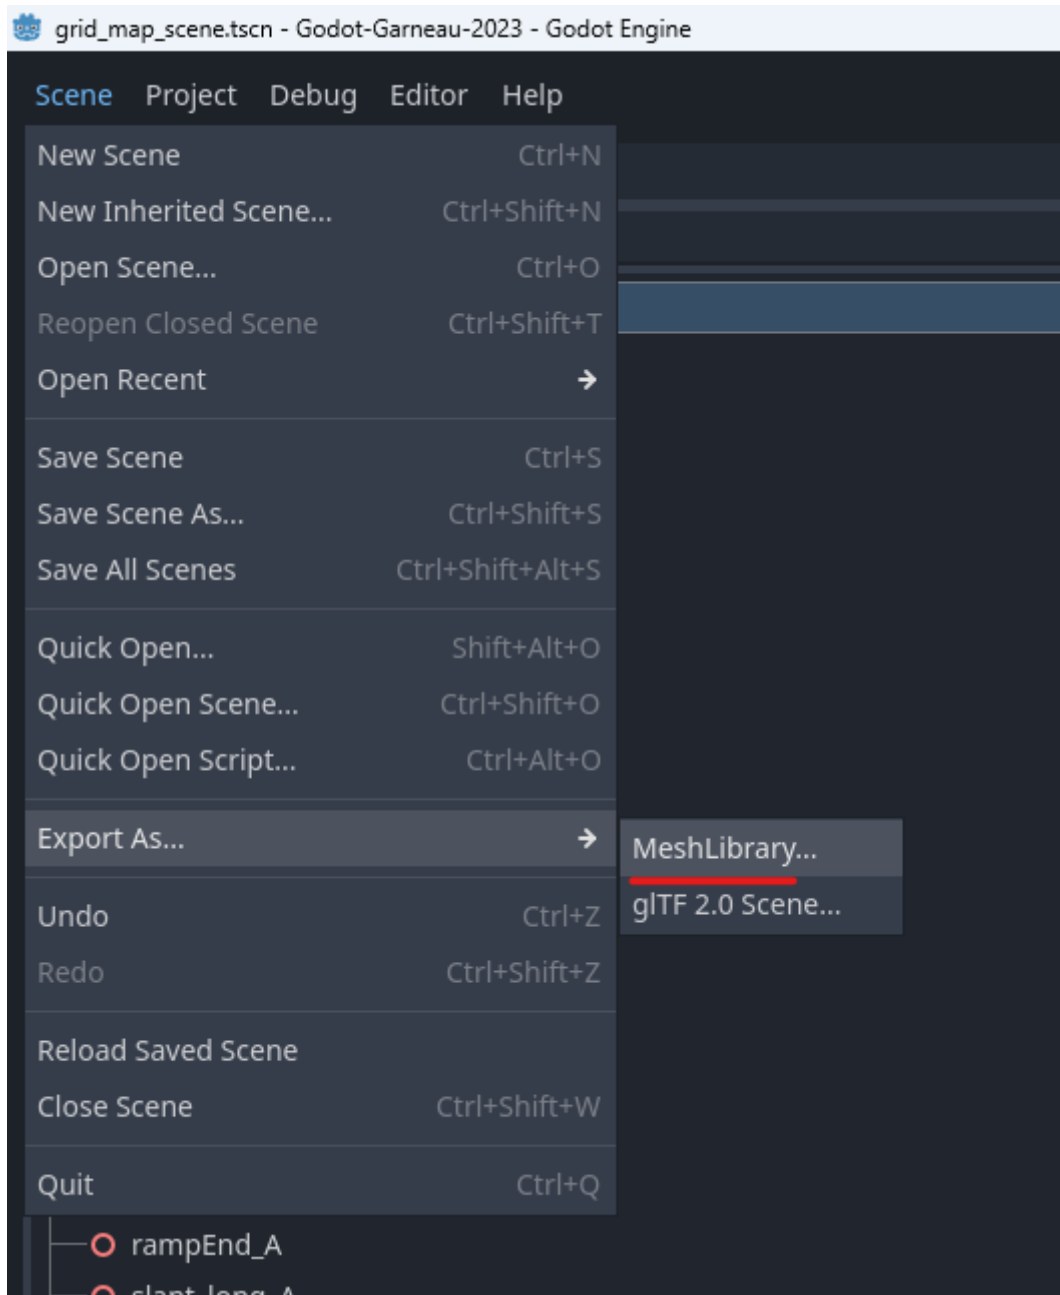 grid_map_scene.tscn - Godot-Garneau-2023 - Godot Engine
Scene Project Debug Editor Help
New Scene Ctrl+N
New Inherited Scene... Ctrl+Shift+N
Open Scene... Ctrl+O
Reopen Closed Scene Ctrl+Shift+T
Open Recent
Save Scene Ctrl+S
Save Scene As... Ctrl+Shift+S
Save All Scenes Ctrl+Shift+Alt+S
Quick Open... Shift+Alt+O
Quick Open Scene... Ctrl+Shift+O
Quick Open Script... Ctrl+Alt+O
Export As...
MeshLibrary...
glTF 2.0 Scene...
Undo Ctrl+Z
Redo Ctrl+Shift+Z
Reload Saved Scene
Close Scene Ctrl+Shift+W
Quit Ctrl+Q
rampEnd_A
slant_long_A